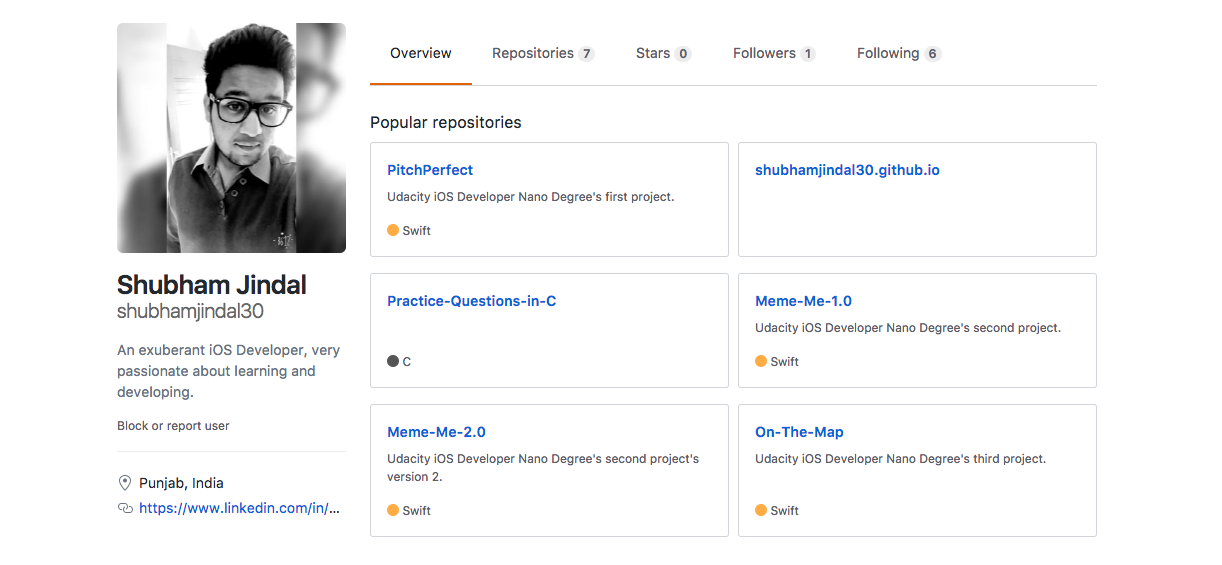 Overview Repositories 7 Stars 0 Followers 1 Following 6
Popular repositories
PitchPerfect
Udacity iOS Developer Nano Degree's first project.
Swift
shubhamjindal30.github.io
Practice-Questions-in-C
C
Meme-Me-1.0
Udacity iOS Developer Nano Degree's second project.
Swift
Meme-Me-2.0
Udacity iOS Developer Nano Degree's second project's
version 2.
Swift
On-The-Map
Udacity iOS Developer Nano Degree's third project.
Swift
Shubham Jindal
shubhamjindal30
An exuberant iOS Developer, very
passionate about learning and
developing.
Block or report user
Punjab, India
https://www.linkedin.com/in/...